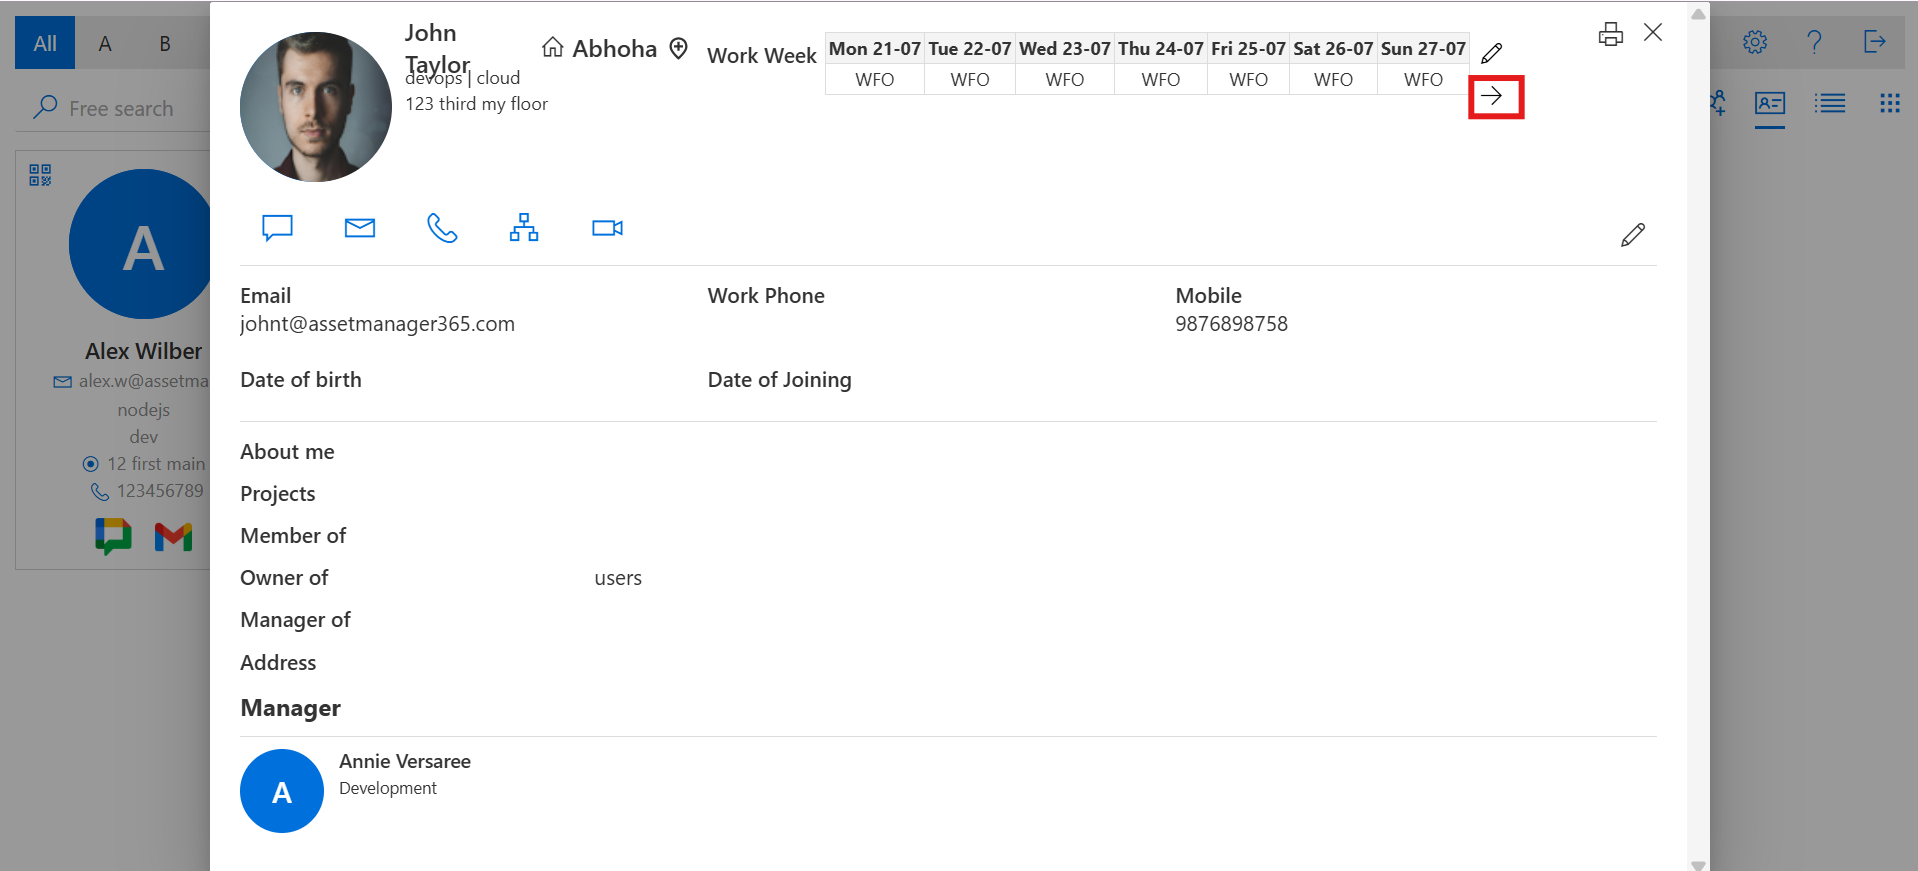 All A B
Free search
A
Alex Wilber
alex.w@assetma
nodejs
dev
12 first main
123456789
John
Taylor
devops | cloud
123 third my floor
Abhoha
Work Week
Mon 21-07 Tue 22-07 Wed 23-07 Thu 24-07 Fri 25-07 Sat 26-07 Sun 27-07
WFO WFO WFO WFO WFO WFO WFO
Email Work Phone Mobile
johnt@assetmanager365.com 9876898758
Date of birth Date of Joining
About me
Projects
Member of
Owner of users
Manager of
Address
Manager
A
Annie Versaree
Development